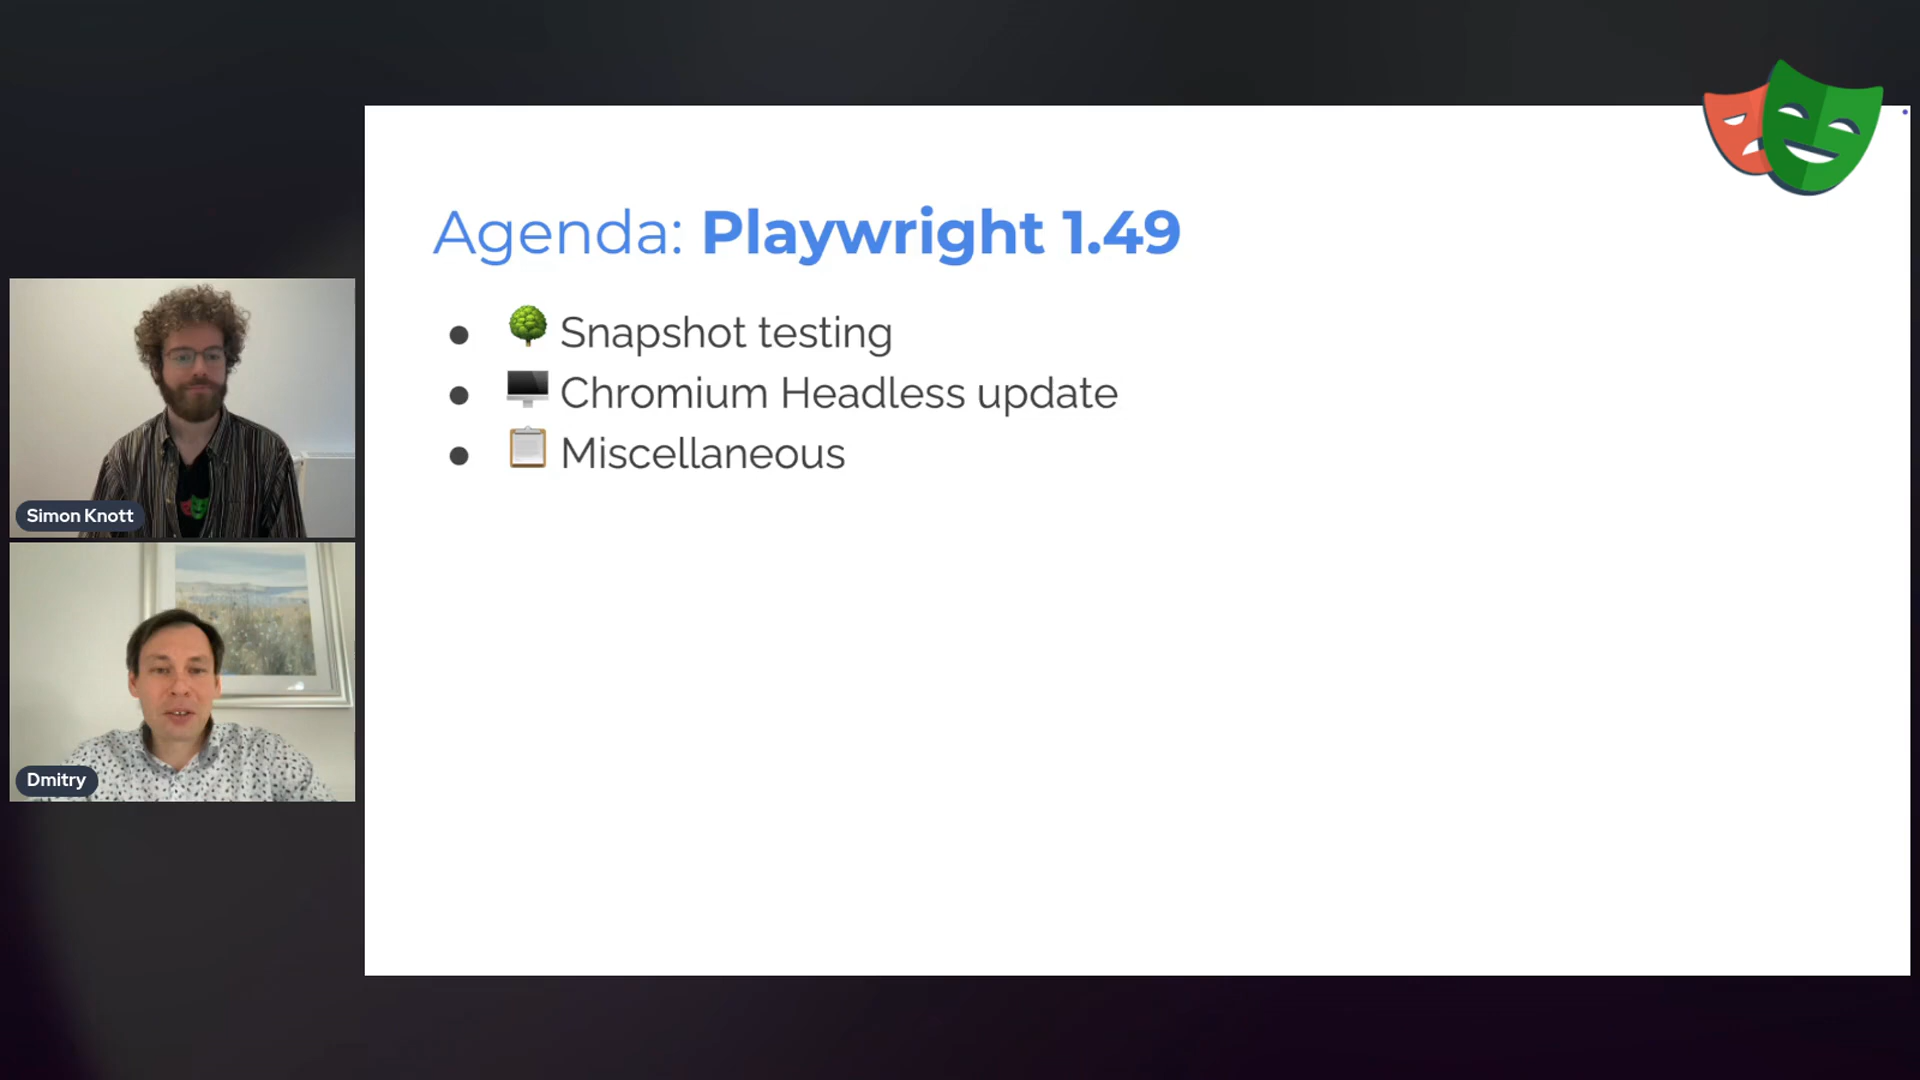 Agenda: Playwright 1.49
● 🌳 Snapshot testing
● 🖥️ Chromium Headless update
● 📋 Miscellaneous
Simon Knott
Dmitry